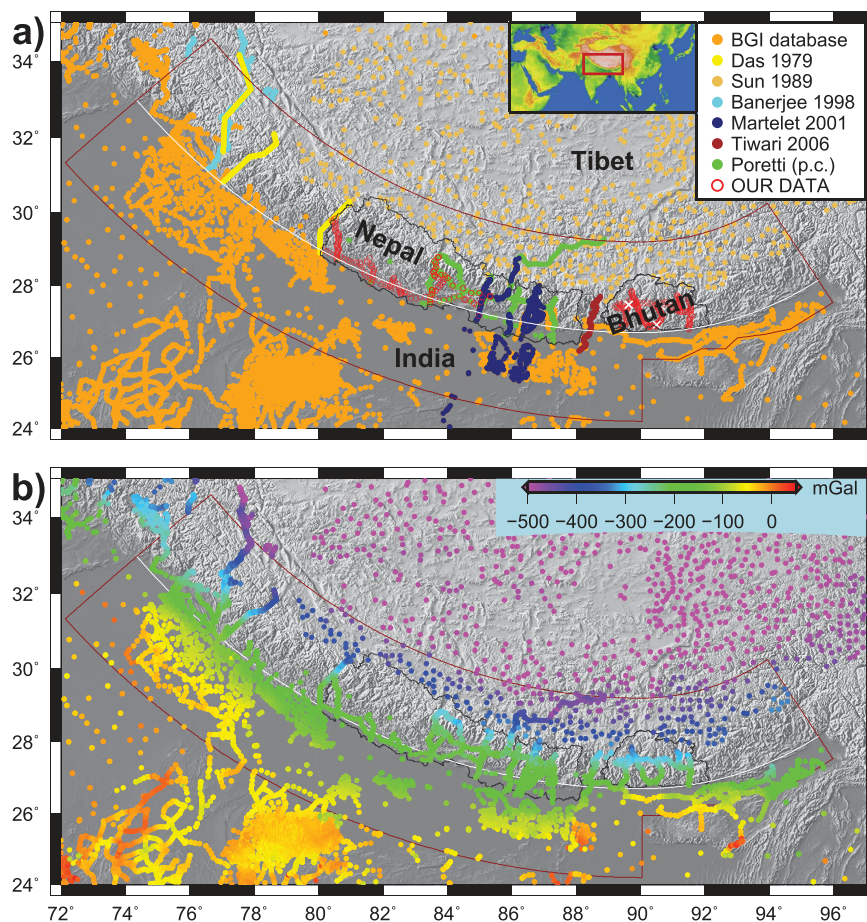 a)
34°
32°
30°
28°
26°
24°
BGI database
Das 1979
Sun 1989
Banerjee 1998
Martelet 2001
Tiwari 2006
Poretti (p.c.)
OUR DATA
Tibet
Nepal
Bhutan
India
b)
mGal
−500 −400 −300 −200 −100 0
34°
32°
30°
28°
26°
24°
72° 74° 76° 78° 80° 82° 84° 86° 88° 90° 92° 94° 96°